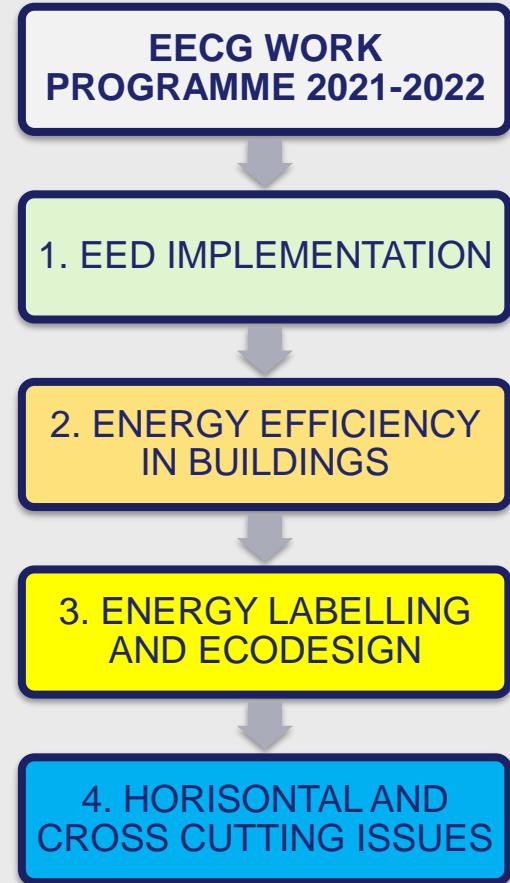 EECG WORK
PROGRAMME 2021-2022
1. EED IMPLEMENTATION
2. ENERGY EFFICIENCY
IN BUILDINGS
3. ENERGY LABELLING
AND ECODESIGN
4. HORISONTAL AND
CROSS CUTTING ISSUES